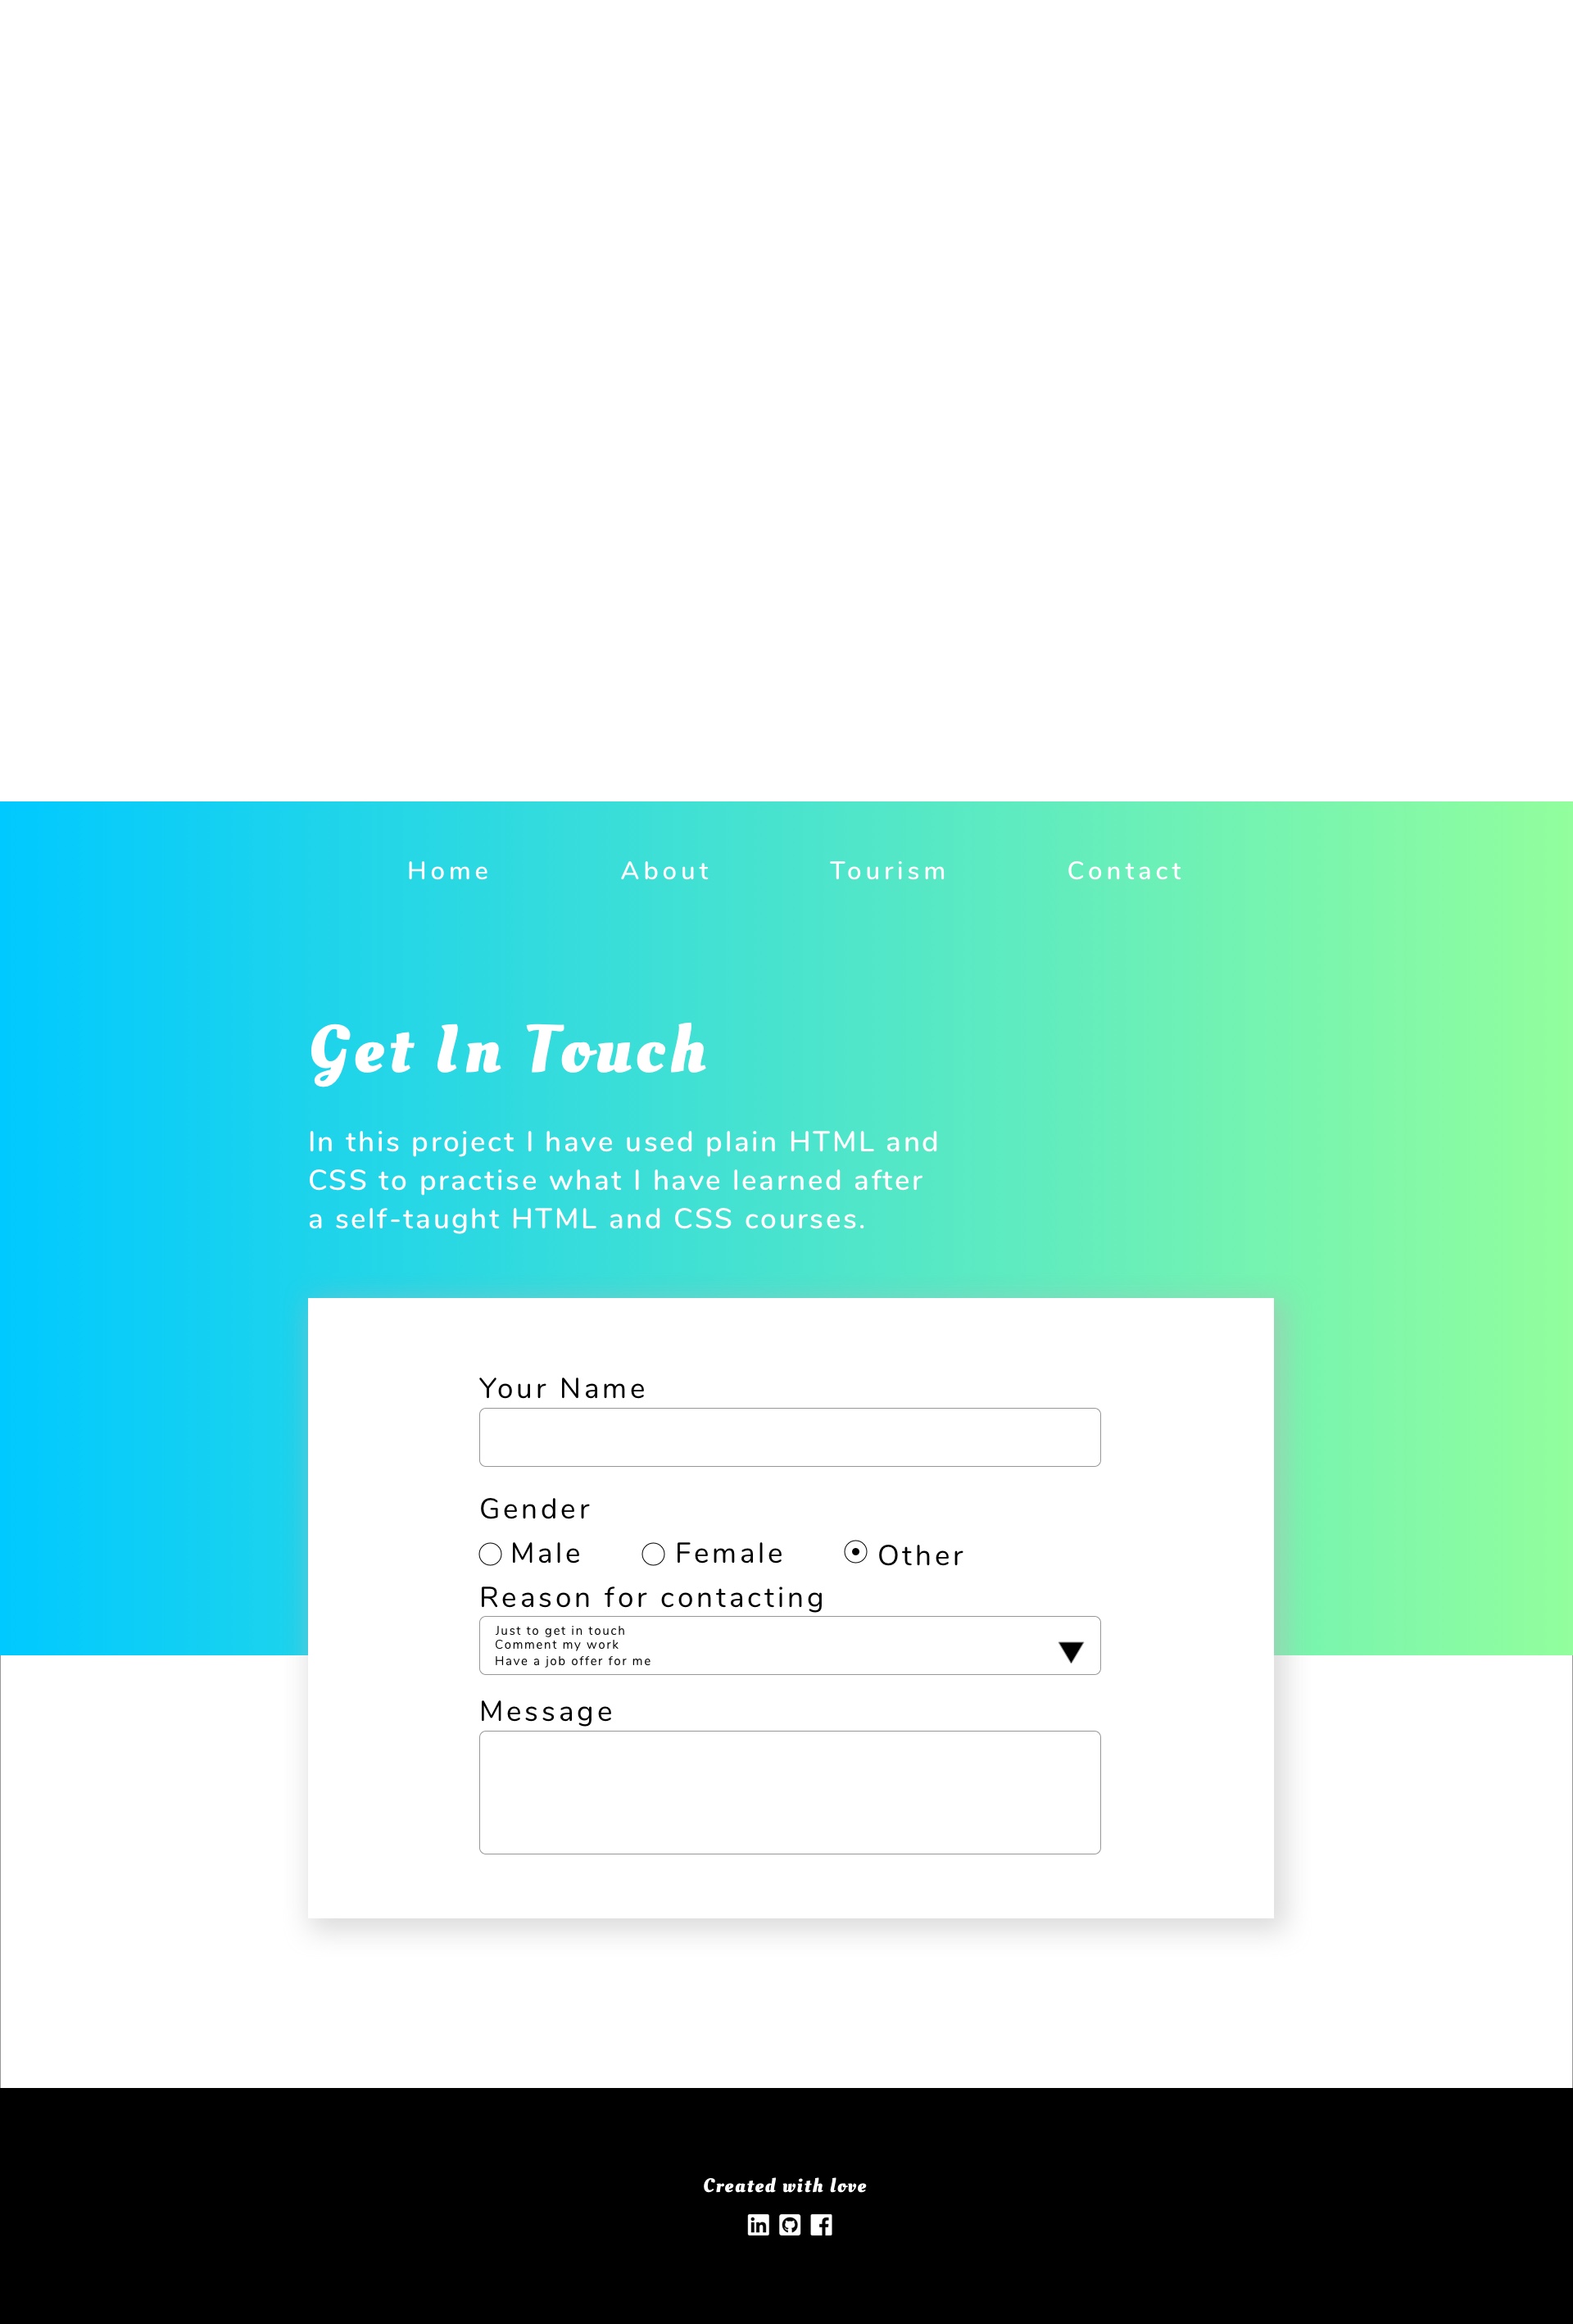 Home About Tourism Contact
Get In Touch
In this project I have used plain HTML and
CSS to practise what I have learned after
a self-taught HTML and CSS courses.
Your Name
Gender
Male Female Other
Reason for contacting
Just to get in touch
Comment my work
Have a job offer for me
Message
Created with love